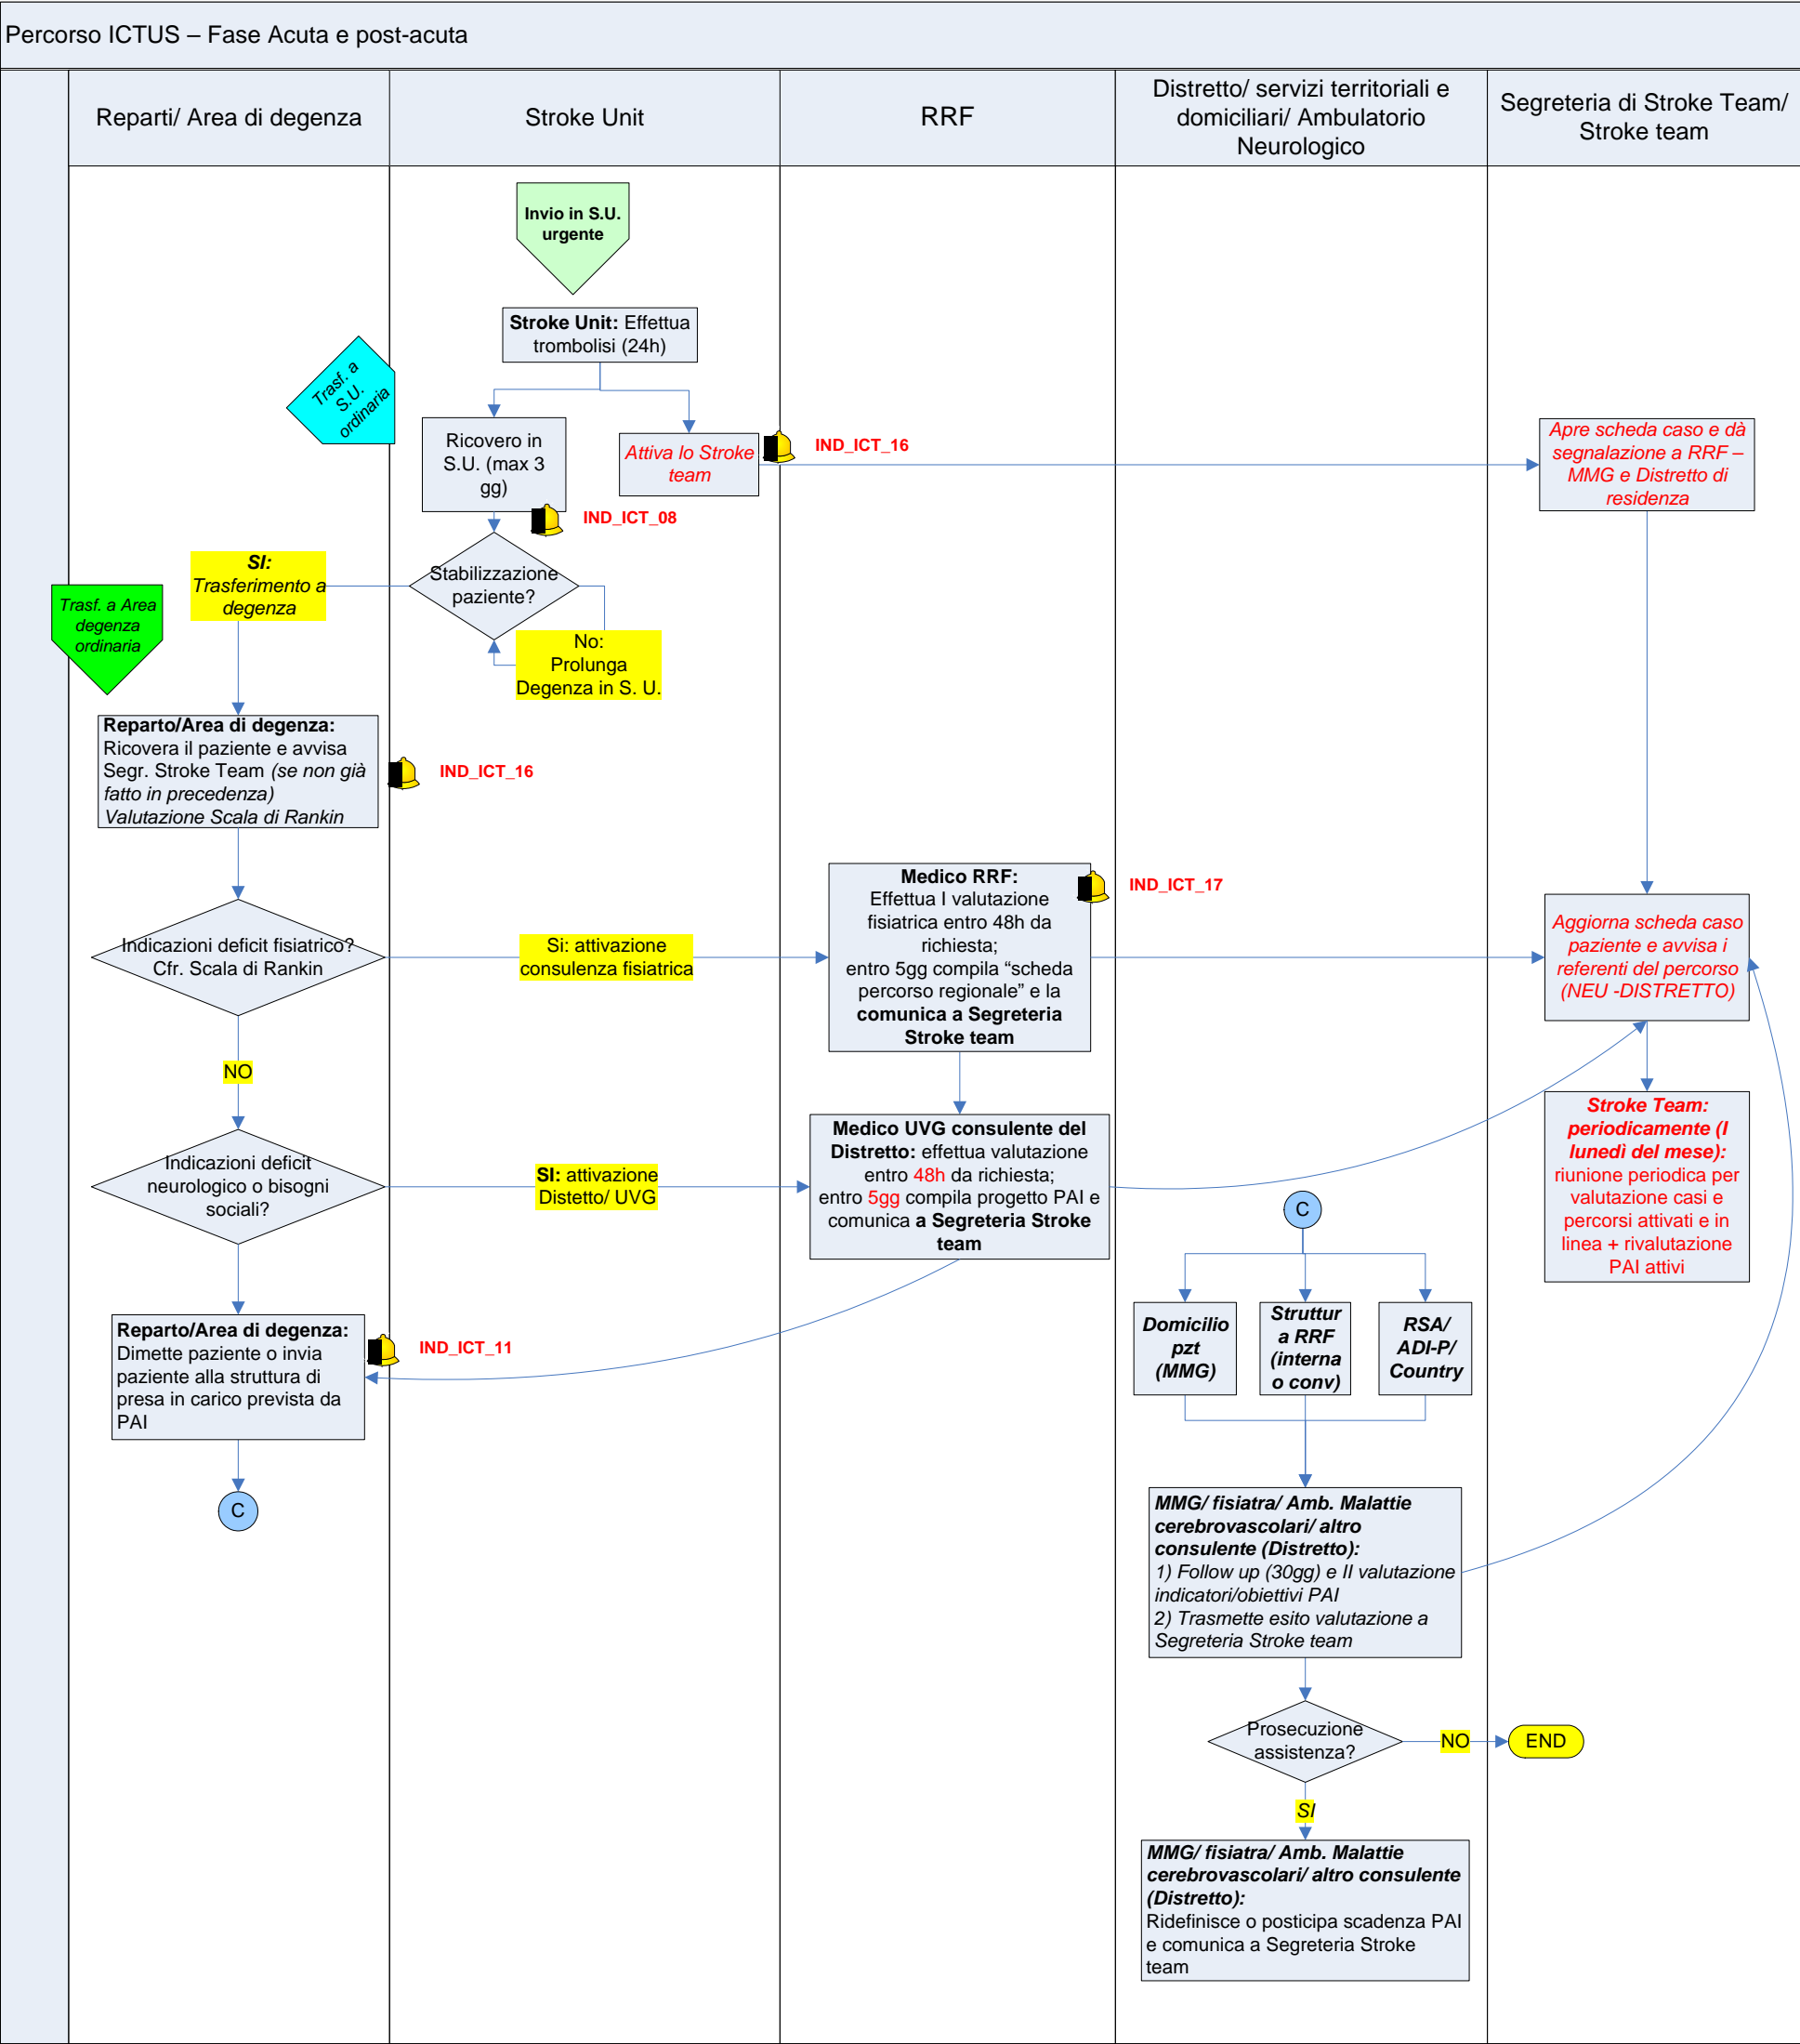 Percorso ICTUS – Fase Acuta e post-acuta
Reparti/ Area di degenza
Stroke Unit
RRF
Distretto/ servizi territoriali e
domiciliari/ Ambulatorio
Neurologico
Segreteria di Stroke Team/
Stroke team
Invio in S.U.
urgente
Stroke Unit: Effettua
trombolisi (24h)
Trasf. a
S.U.
ordinaria
Ricovero in
S.U. (max 3
gg)
Attiva lo Stroke
team
IND_ICT_16
Apre scheda caso e dà
segnalazione a RRF –
MMG e Distretto di
residenza
IND_ICT_08
Stabilizzazione
paziente?
SI:
Trasferimento a
degenza
No:
Prolunga
Degenza in S. U.
Trasf. a Area
degenza
ordinaria
Reparto/Area di degenza:
Ricovera il paziente e avvisa
Segr. Stroke Team (se non già
fatto in precedenza)
Valutazione Scala di Rankin
IND_ICT_16
Medico RRF:
Effettua I valutazione
fisiatrica entro 48h da
richiesta;
entro 5gg compila “scheda
percorso regionale” e la
comunica a Segreteria
Stroke team
IND_ICT_17
Indicazioni deficit fisiatrico?
Cfr. Scala di Rankin
Si: attivazione
consulenza fisiatrica
Aggiorna scheda caso
paziente e avvisa i
referenti del percorso
(NEU -DISTRETTO)
NO
Indicazioni deficit
neurologico o bisogni
sociali?
SI: attivazione
Distetto/ UVG
Medico UVG consulente del
Distretto: effettua valutazione
entro 48h da richiesta;
entro 5gg compila progetto PAI e
comunica a Segreteria Stroke
team
Stroke Team:
periodicamente (I
lunedì del mese):
riunione periodica per
valutazione casi e
percorsi attivati e in
linea + rivalutazione
PAI attivi
C
Domicilio
pzt
(MMG)
Struttur
a RRF
(interna
o conv)
RSA/
ADI-P/
Country
Reparto/Area di degenza:
Dimette paziente o invia
paziente alla struttura di
presa in carico prevista da
PAI
IND_ICT_11
C
MMG/ fisiatra/ Amb. Malattie
cerebrovascolari/ altro
consulente (Distretto):
1) Follow up (30gg) e II valutazione
indicatori/obiettivi PAI
2) Trasmette esito valutazione a
Segreteria Stroke team
Prosecuzione
assistenza?
NO
END
SI
MMG/ fisiatra/ Amb. Malattie
cerebrovascolari/ altro consulente
(Distretto):
Ridefinisce o posticipa scadenza PAI
e comunica a Segreteria Stroke
team